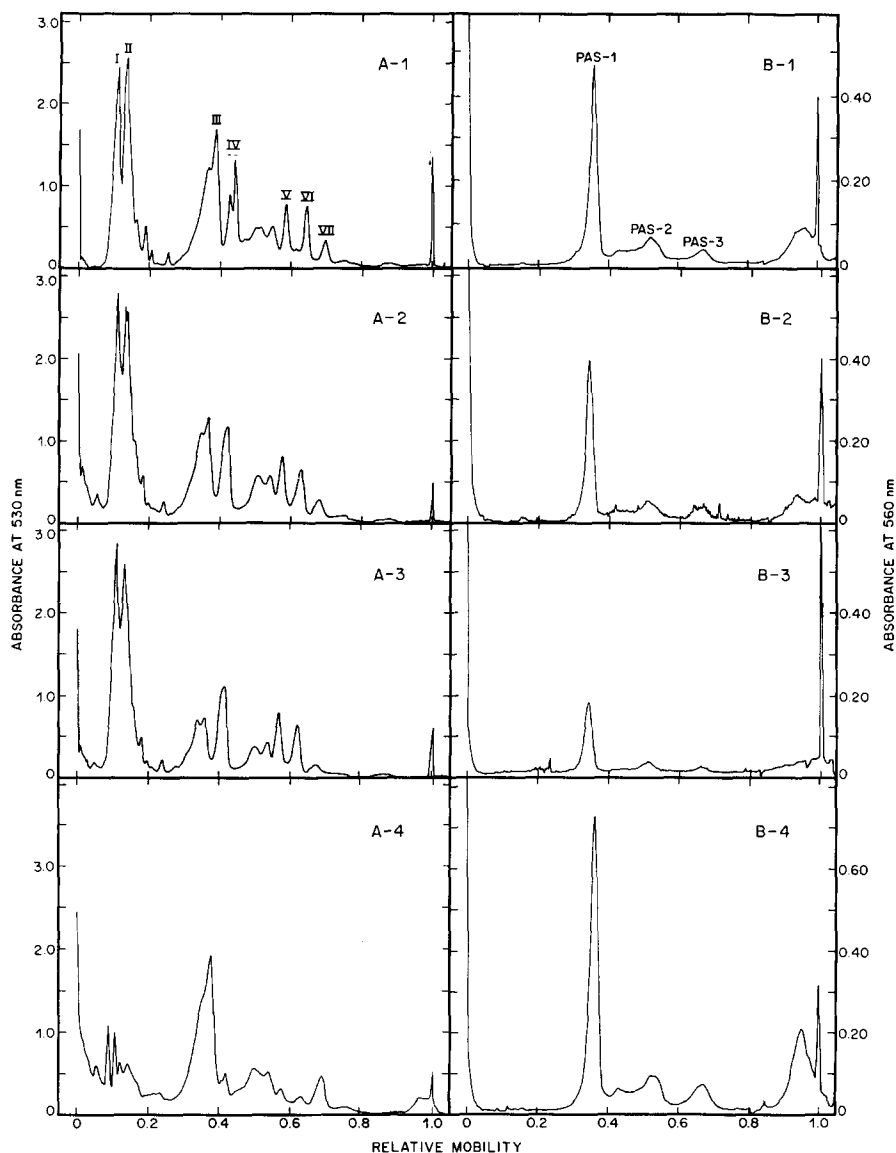 3.0
I
II
A-1
III
IV
V
VI
VII
2.0
1.0
0
PAS-1
B-1
PAS-2
PAS-3
0.40
0.20
0
3.0
A-2
2.0
1.0
0
B-2
0.40
0.20
0
3.0
A-3
2.0
1.0
0
B-3
0.40
0.20
0
3.0
A-4
2.0
1.0
0
B-4
0.60
0.40
0.20
0
0 0.2 0.4 0.6 0.8 1.0
0 0.2 0.4 0.6 0.8 1.0
ABSORBANCE AT 530 nm
ABSORBANCE AT 560 nm
RELATIVE MOBILITY